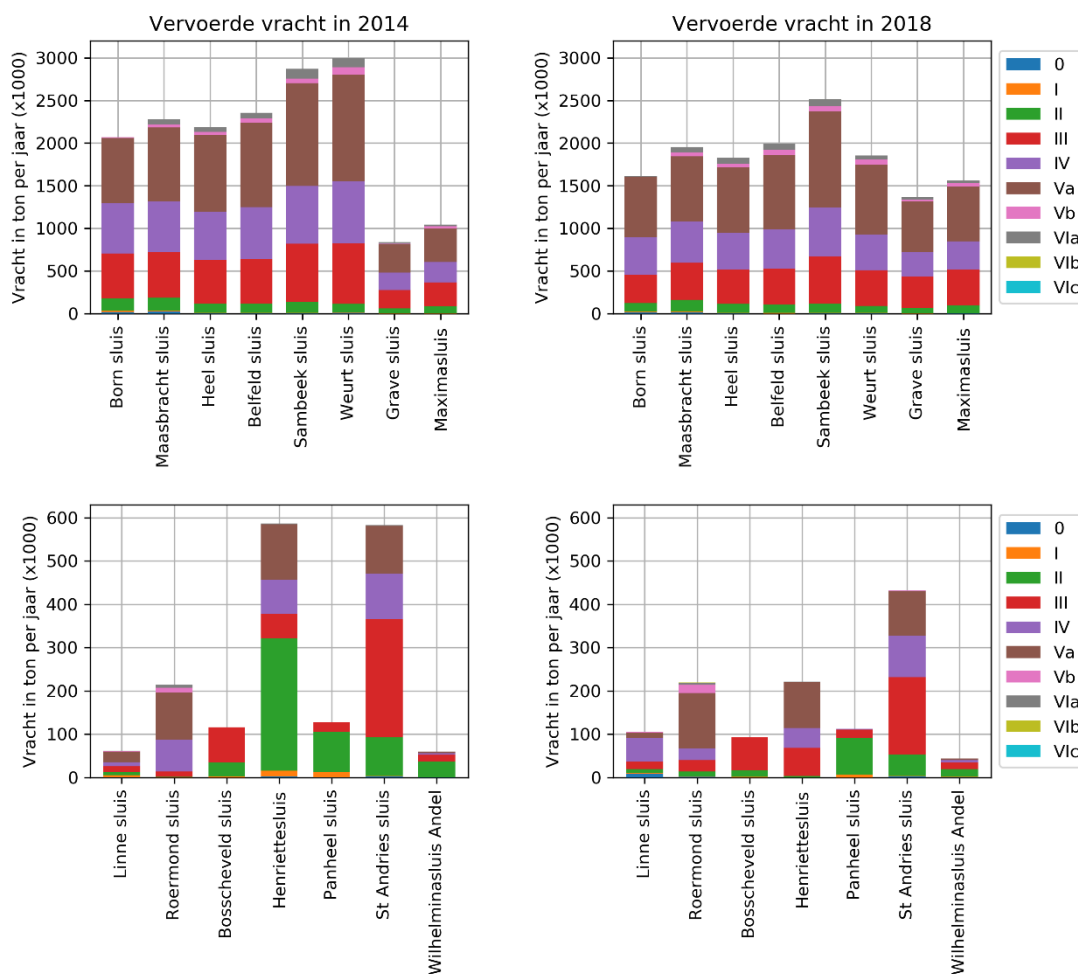 Vervoerde vracht in 2014
Vracht in ton per jaar (x1000)
3000
2500
2000
1500
1000
500
0
Born sluis
Maasbracht sluis
Heel sluis
Belfeld sluis
Sambeek sluis
Weurt sluis
Grave sluis
Maximasluis
Vervoerde vracht in 2018
Vracht in ton per jaar (x1000)
3000
2500
2000
1500
1000
500
0
Born sluis
Maasbracht sluis
Heel sluis
Belfeld sluis
Sambeek sluis
Weurt sluis
Grave sluis
Maximasluis
0
I
II
III
IV
Va
Vb
VIa
VIb
VIc
Vracht in ton per jaar (x1000)
600
500
400
300
200
100
0
Linne sluis
Roermond sluis
Bosscheveld sluis
Henriettesluis
Panheel sluis
St Andries sluis
Wilhelminasluis Andel
Vracht in ton per jaar (x1000)
600
500
400
300
200
100
0
Linne sluis
Roermond sluis
Bosscheveld sluis
Henriettesluis
Panheel sluis
St Andries sluis
Wilhelminasluis Andel
0
I
II
III
IV
Va
Vb
VIa
VIb
VIc